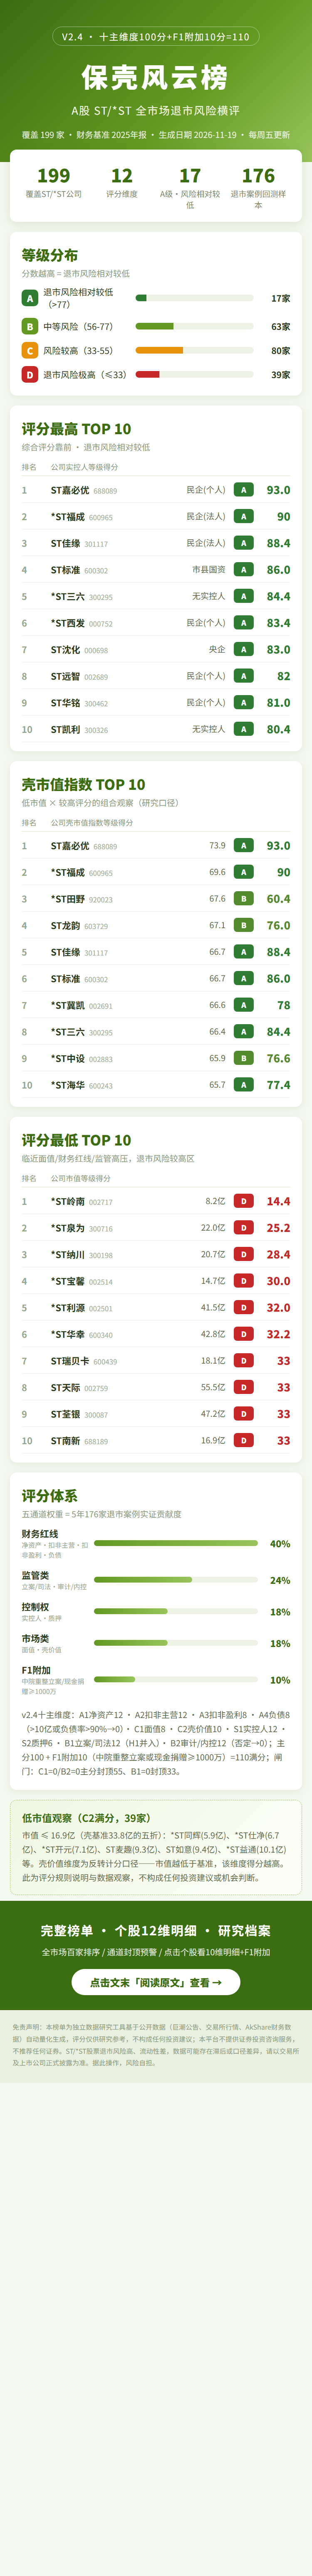 V2.4 · 十主维度100分+F1附加10分=110
保壳风云榜
A股 ST/*ST 全市场退市风险横评
覆盖 199 家 · 财务基准 2025年报 · 生成日期 2026-11-19 · 每周五更新
199
覆盖ST/*ST公司
12
评分维度
17
A级·风险相对较
低
176
退市案例回测样
本
等级分布
分数越高 = 退市风险相对较低
A 退市风险相对较低
（>77） 17家
B 中等风险（56-77） 63家
C 风险较高（33-55） 80家
D 退市风险极高（≤33） 39家
评分最高 TOP 10
综合评分靠前 · 退市风险相对较低
排名 公司实控人等级得分
1 ST嘉必优 688089 民企(个人) A 93.0
2 *ST福成 600965 民企(法人) A 90
3 ST佳缘 301117 民企(法人) A 88.4
4 ST标准 600302 市县国资 A 86.0
5 *ST三六 300295 无实控人 A 84.4
6 *ST西发 000752 民企(个人) A 83.4
7 ST沈化 000698 央企 A 83.0
8 ST远智 002689 民企(个人) A 82
9 ST华铭 300462 民企(个人) A 81.0
10 ST凯利 300326 无实控人 A 80.4
壳市值指数 TOP 10
低市值 × 较高评分的组合观察（研究口径）
排名 公司壳市值指数等级得分
1 ST嘉必优 688089 73.9 A 93.0
2 *ST福成 600965 69.6 A 90
3 *ST田野 920023 67.6 B 60.4
4 ST龙韵 603729 67.1 B 76.0
5 ST佳缘 301117 66.7 A 88.4
6 ST标准 600302 66.7 A 86.0
7 *ST冀凯 002691 66.6 A 78
8 *ST三六 300295 66.4 A 84.4
9 *ST中设 002883 65.9 B 76.6
10 *ST海华 600243 65.7 A 77.4
评分最低 TOP 10
临近面值/财务红线/监管高压，退市风险较高区
排名 公司市值等级得分
1 *ST岭南 002717 8.2亿 D 14.4
2 *ST泉为 300716 22.0亿 D 25.2
3 *ST纳川 300198 20.7亿 D 28.4
4 *ST宝馨 002514 14.7亿 D 30.0
5 *ST利源 002501 41.5亿 D 32.0
6 *ST华幸 600340 42.8亿 D 32.2
7 ST瑞贝卡 600439 18.1亿 D 33
8 ST天际 002759 55.5亿 D 33
9 ST荃银 300087 47.2亿 D 33
10 ST南新 688189 16.9亿 D 33
评分体系
五通道权重 = 5年176家退市案例实证贡献度
财务红线
净资产·扣非主营·扣
非盈利·负债
40%
监管类
立案/司法·审计/内控
24%
控制权
实控人·质押
18%
市场类
面值·壳价值
18%
F1附加
中院重整立案/现金捐
赠≥1000万
10%
v2.4十主维度：A1净资产12 · A2扣非主营12 · A3扣非盈利8 · A4负债8
（>10亿或负债率>90%→0）· C1面值8 · C2壳价值10 · S1实控人12 ·
S2质押6 · B1立案/司法12（H1并入）· B2审计/内控12（否定→0）；主
分100 + F1附加10（中院重整立案或现金捐赠≥1000万）=110满分；闸
门：C1=0/B2=0主分封顶55、B1=0封顶33。
低市值观察（C2满分，39家）
市值 ≤ 16.9亿（壳基准33.8亿的五折）：*ST同辉(5.9亿)、*ST仕净(6.7
亿)、*ST开元(7.1亿)、ST麦趣(9.3亿)、ST如意(9.4亿)、*ST益通(10.1亿)
等。壳价值维度为反转计分口径——市值越低于基准，该维度得分越高。
此为评分规则说明与数据观察，不构成任何投资建议或机会判断。
完整榜单 · 个股12维明细 · 研究档案
全市场百家排序 / 通道封顶预警 / 点击个股看10维明细+F1附加
点击文末「阅读原文」查看 →
免责声明：本榜单为独立数据研究工具基于公开数据（巨潮公告、交易所行情、AkShare财务数
据）自动量化生成，评分仅供研究参考，不构成任何投资建议；本平台不提供证券投资咨询服务，
不推荐任何证券。ST/*ST股票退市风险高、流动性差，数据可能存在滞后或口径差异，请以交易所
及上市公司正式披露为准。据此操作，风险自担。